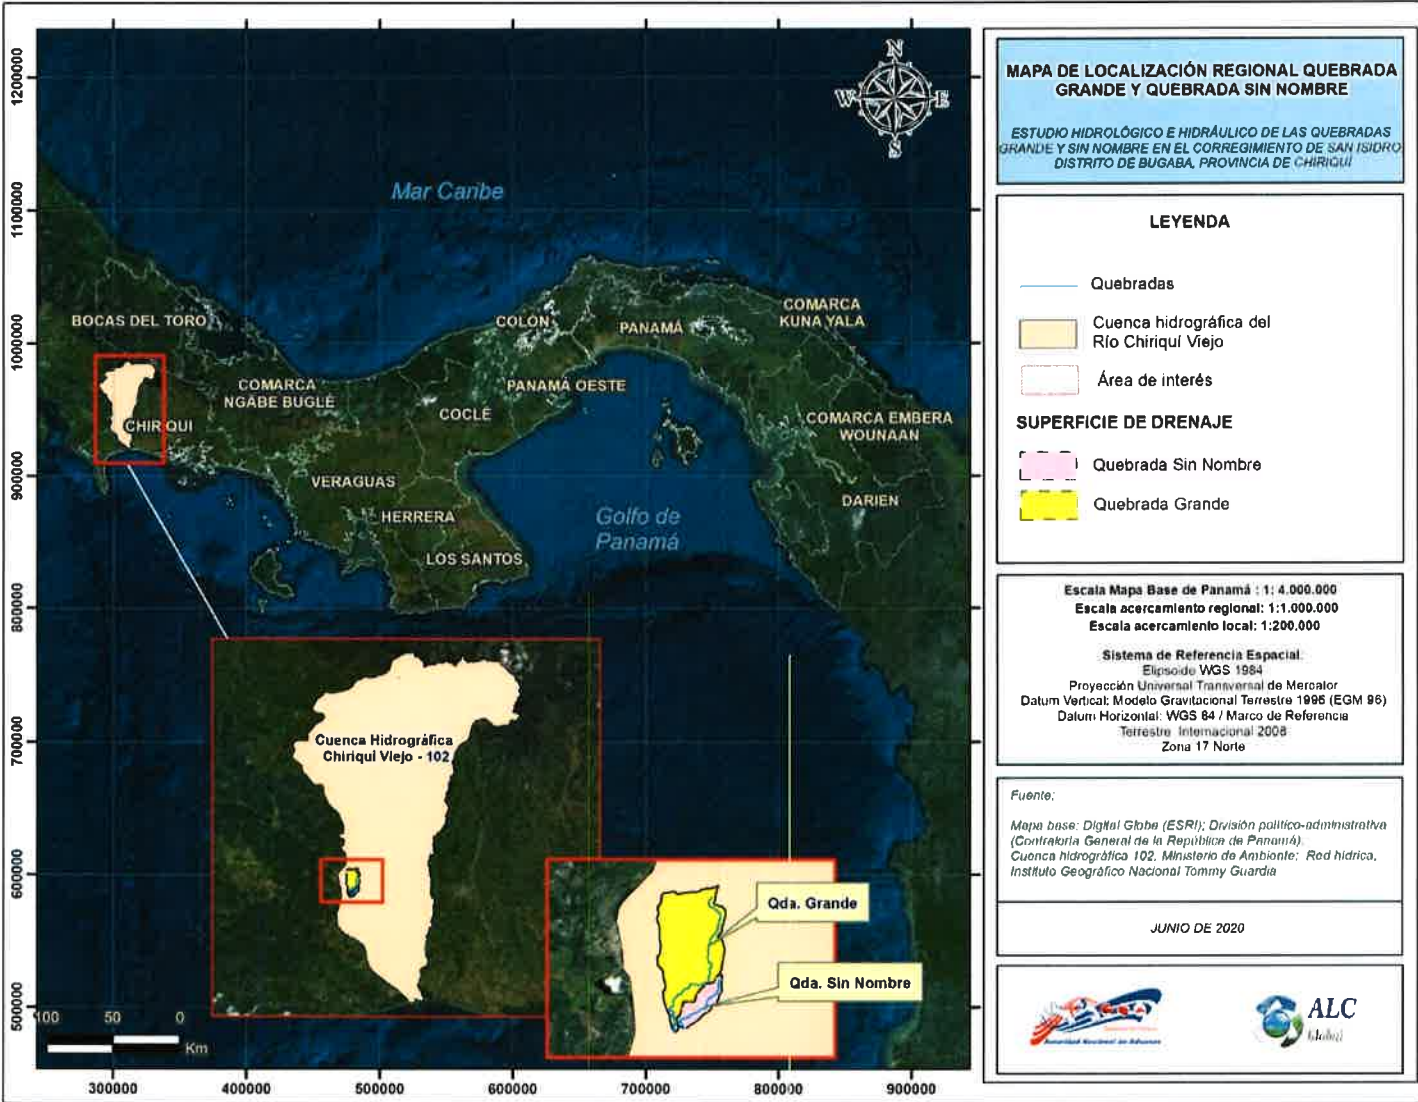 MAPA DE LOCALIZACIÓN REGIONAL QUEBRADA
GRANDE Y QUEBRADA SIN NOMBRE
ESTUDIO HIDROLÓGICO E HIDRÁULICO DE LAS QUEBRADAS
GRANDE Y SIN NOMBRE EN EL CORREGIMIENTO DE SAN ISIDRO,
DISTRITO DE BUGABA, PROVINCIA DE CHIRIQUÍ
LEYENDA
Quebradas
Cuenca hidrográfica del
Río Chiriquí Viejo
Área de interés
SUPERFICIE DE DRENAJE
Quebrada Sin Nombre
Quebrada Grande
Escala Mapa Base de Panamá : 1: 4.000.000
Escala acercamiento regional: 1:1.000.000
Escala acercamiento local: 1:200.000
Sistema de Referencia Espacial:
Elipsoide WGS 1984
Proyección Universal Transversal de Mercator
Datum Vertical: Modelo Gravitacional Terrestre 1996 (EGM 96)
Datum Horizontal: WGS 84 / Marco de Referencia
Terrestre Internacional 2008
Zona 17 Norte
Fuente:
Mapa base: Digital Globe (ESRI); División político-administrativa
(Contraloría General de la República de Panamá).
Cuenca hidrográfica 102, Ministerio de Ambiente; Red hídrica,
Instituto Geográfico Nacional Tommy Guardia
JUNIO DE 2020
Autoridad Nacional de Aduanas
ALC
Global
N
W
E
S
Mar Caribe
BOCAS DEL TORO
COLÓN
PANAMÁ
COMARCA
KUNA YALA
COMARCA
NGÄBE BUGLÉ
PANAMÁ OESTE
COCLÉ
CHIRIQUI
COMARCA EMBERA
WOUNAAN
VERAGUAS
DARIEN
HERRERA
Golfo de
Panamá
LOS SANTOS
Cuenca Hidrográfica
Chiriquí Viejo - 102
Qda. Grande
Qda. Sin Nombre
100 50 0
Km
1200000
1100000
1000000
900000
800000
700000
600000
500000
300000 400000 500000 600000 700000 800000 900000